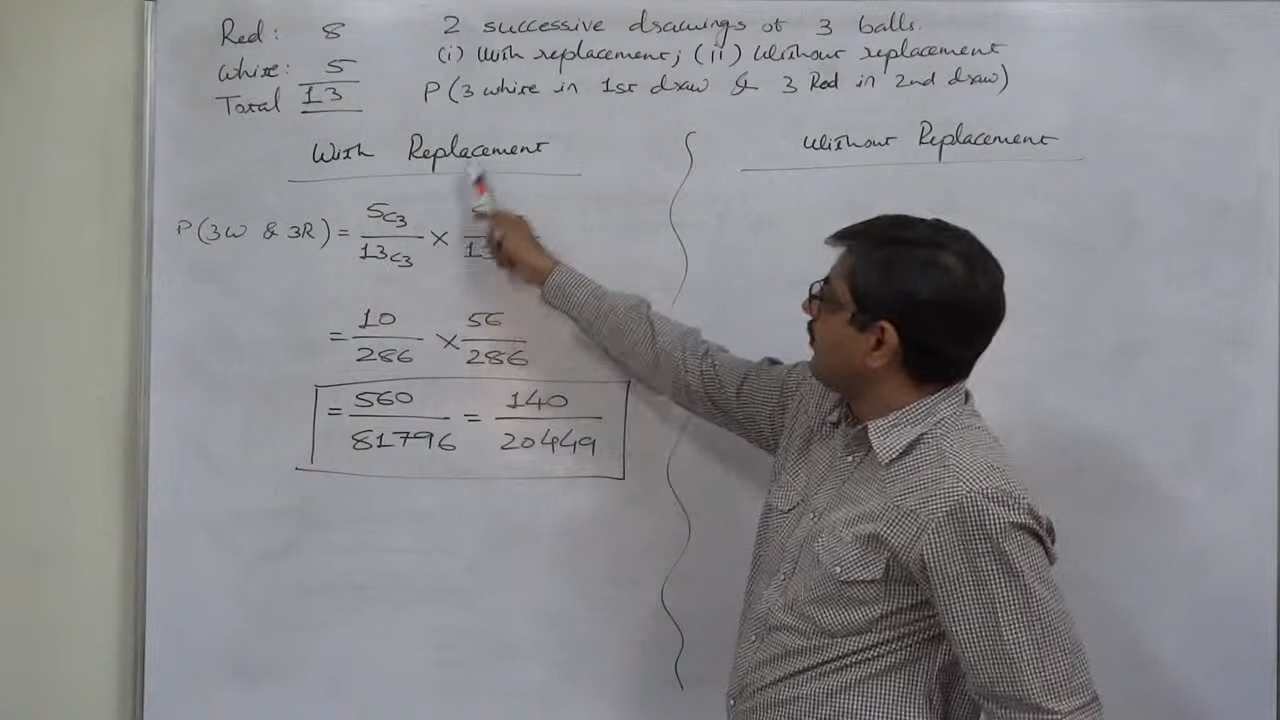 Red: 8
White: 5
Total 13
2 successive drawings of 3 balls.
(i) With replacement; (ii) Without replacement
P (3 white in 1st draw & 3 Red in 2nd draw)
With Replacement
P (3W & 3R) = 5C3/13C3 ×
= 10/286 × 56/286
= 560/81796 = 140/20449
Without Replacement